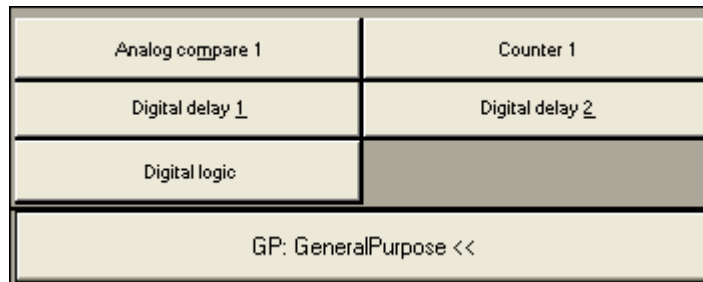 Analog compare 1
Counter 1
Digital delay 1
Digital delay 2
Digital logic
GP: GeneralPurpose <<